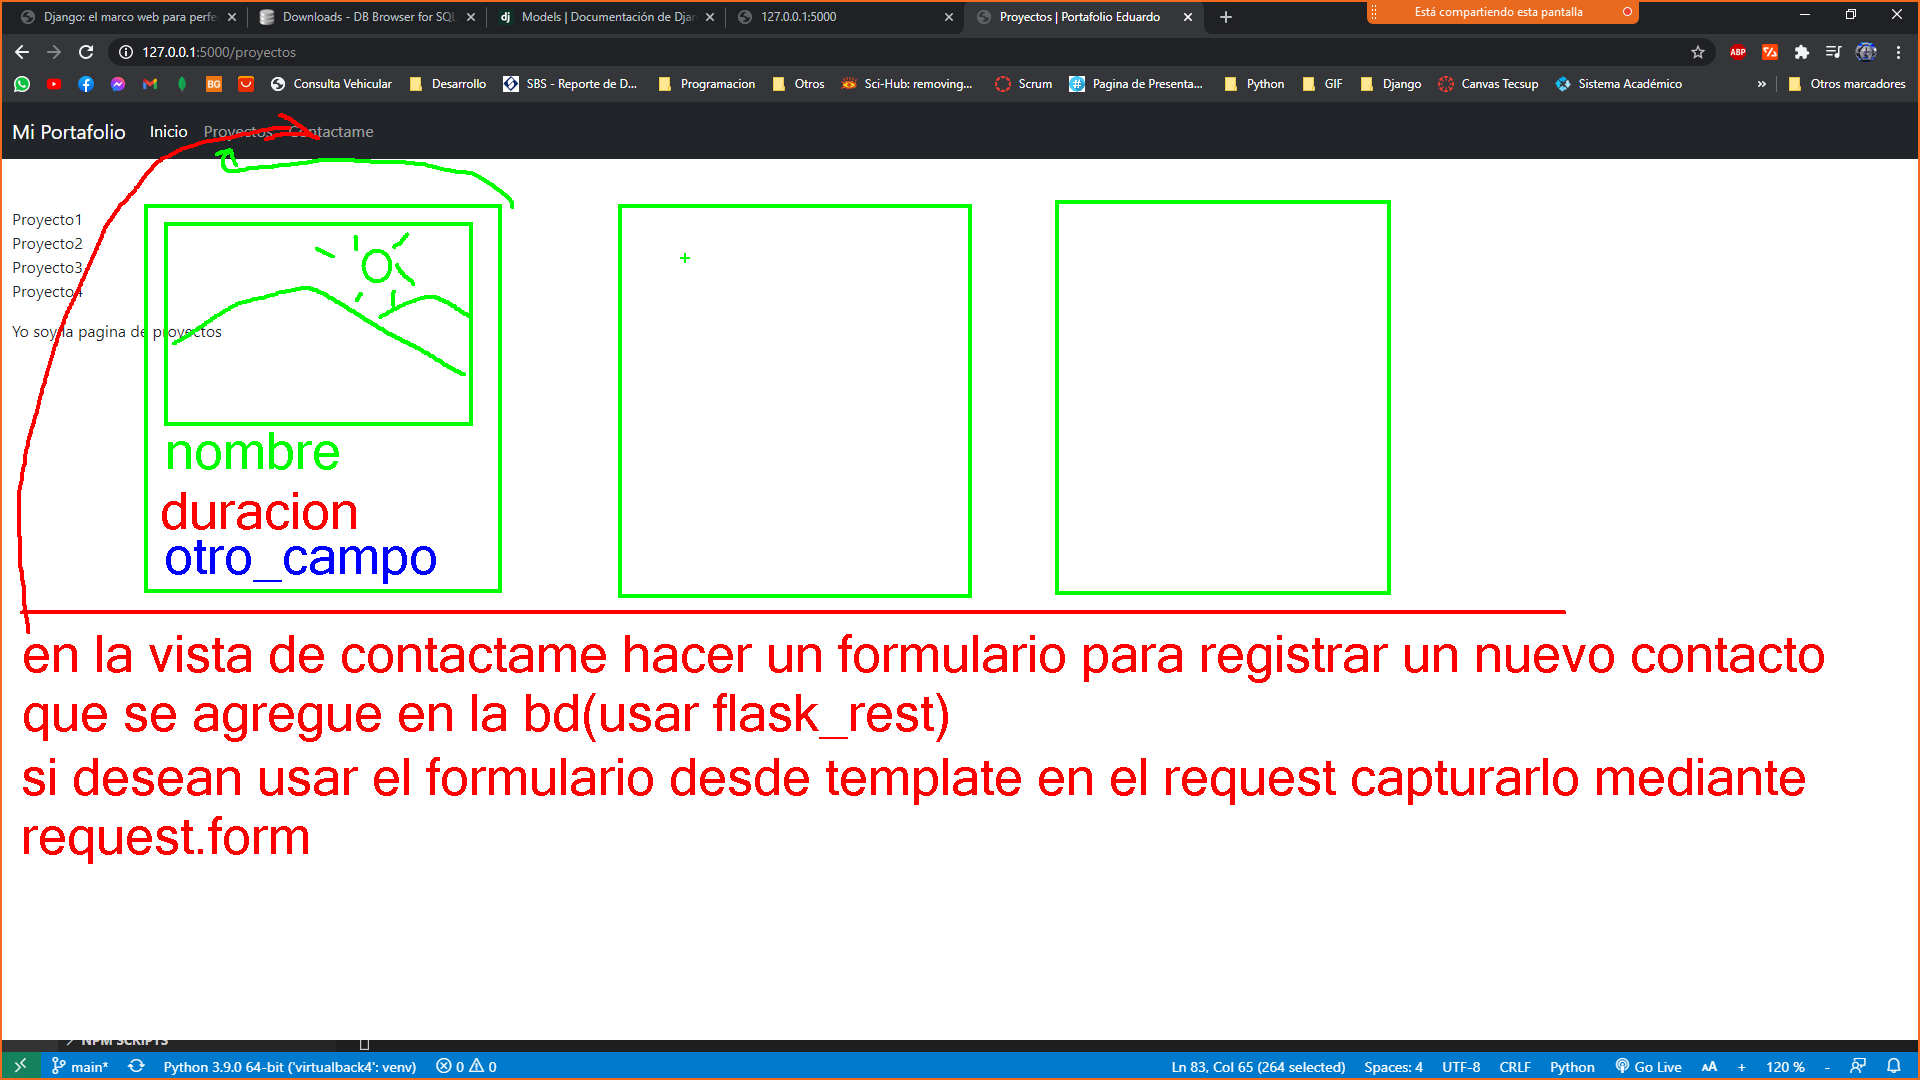 Django: el marco web para perfe
Downloads - DB Browser for SQL
Models | Documentación de Djan
127.0.0.1:5000
Proyectos | Portafolio Eduardo
Está compartiendo esta pantalla
127.0.0.1:5000/proyectos
ABP
BG
Consulta Vehicular
Desarrollo
SBS - Reporte de D...
Programacion
Otros
Sci-Hub: removing...
Scrum
Pagina de Presenta...
Python
GIF
Django
Canvas Tecsup
Sistema Académico
»
Otros marcadores
Mi Portafolio Inicio Proyectos Contactame
Proyecto1
Proyecto2
Proyecto3
Proyecto4
Yo soy la pagina de proyectos
nombre
duracion
otro_campo
en la vista de contactame hacer un formulario para registrar un nuevo contacto
que se agregue en la bd(usar flask_rest)
si desean usar el formulario desde template en el request capturarlo mediante
request.form
NPM SCRIPTS
main* Python 3.9.0 64-bit ('virtualback4': venv) 0 0 Ln 83, Col 65 (264 selected) Spaces: 4 UTF-8 CRLF Python Go Live AA + 120 % -